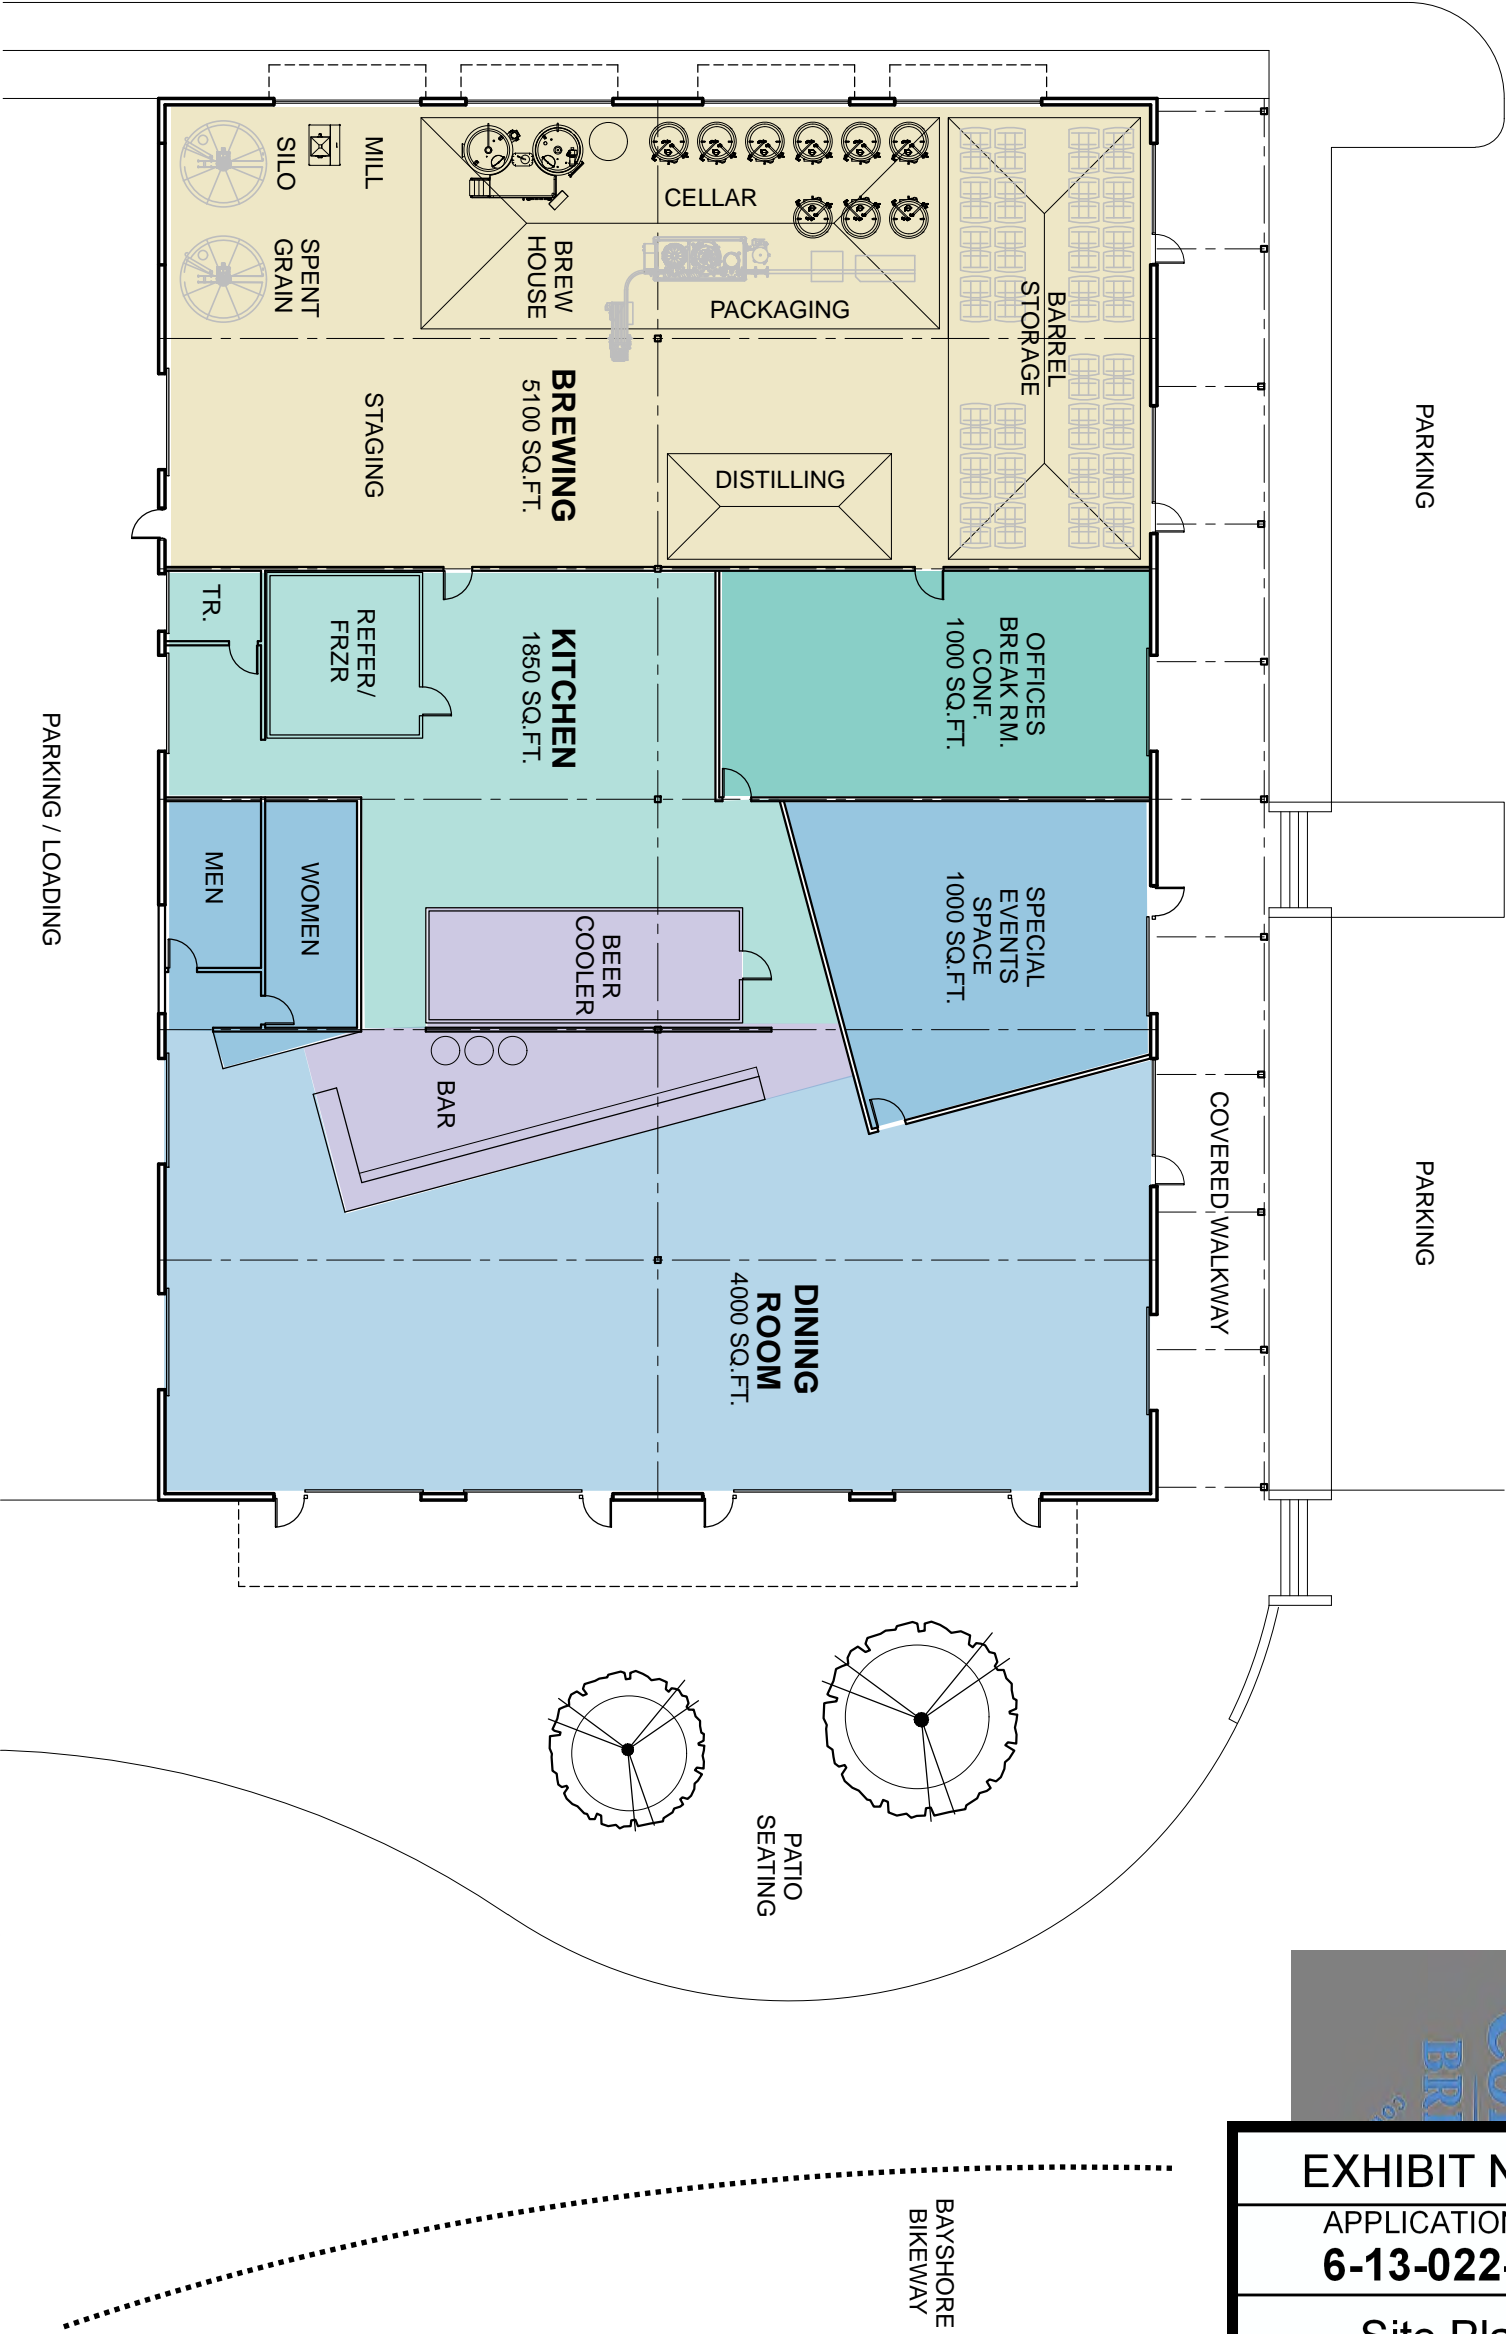 MILL
SILO
SPENT
GRAIN
BREW
HOUSE
CELLAR
PACKAGING
BARREL
STORAGE
STAGING
BREWING
5100 SQ.FT.
DISTILLING
TR.
REFER/
FRZR
KITCHEN
1850 SQ.FT.
OFFICES
BREAK RM.
CONF.
1000 SQ.FT.
MEN
WOMEN
BEER
COOLER
SPECIAL
EVENTS
SPACE
1000 SQ.FT.
BAR
DINING
ROOM
4000 SQ.FT.
PARKING
PARKING
COVERED WALKWAY
PARKING / LOADING
PATIO
SEATING
BAYSHORE
BIKEWAY
EXHIBIT
APPLICATION
6-13-022-
Site